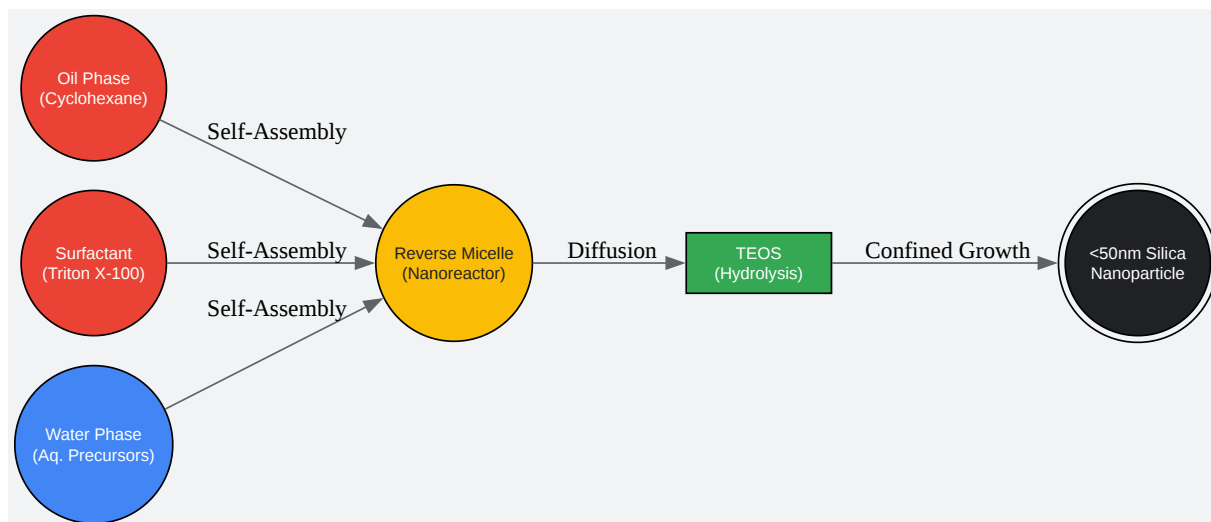 Oil Phase
(Cyclohexane)
Self-Assembly
Surfactant
(Triton X-100)
Self-Assembly
Water Phase
(Aq. Precursors)
Self-Assembly
Reverse Micelle
(Nanoreactor)
Diffusion
TEOS
(Hydrolysis)
Confined Growth
<50nm Silica
Nanoparticle